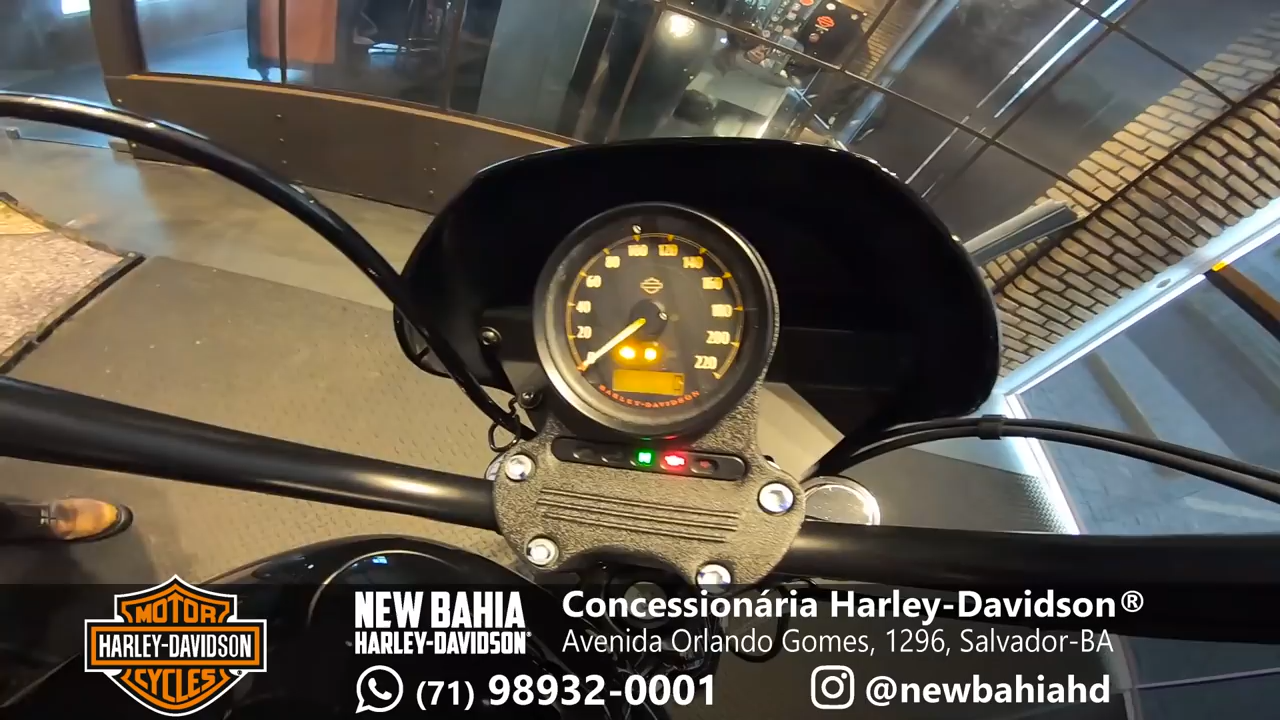 0
20
40
60
80
100
120
140
160
180
200
220
HARLEY-DAVIDSON
MOTOR
HARLEY-DAVIDSON
CYCLES
NEW BAHIA
HARLEY-DAVIDSON
Concessionária Harley-Davidson®
Avenida Orlando Gomes, 1296, Salvador-BA
(71) 98932-0001
@newbahiahd